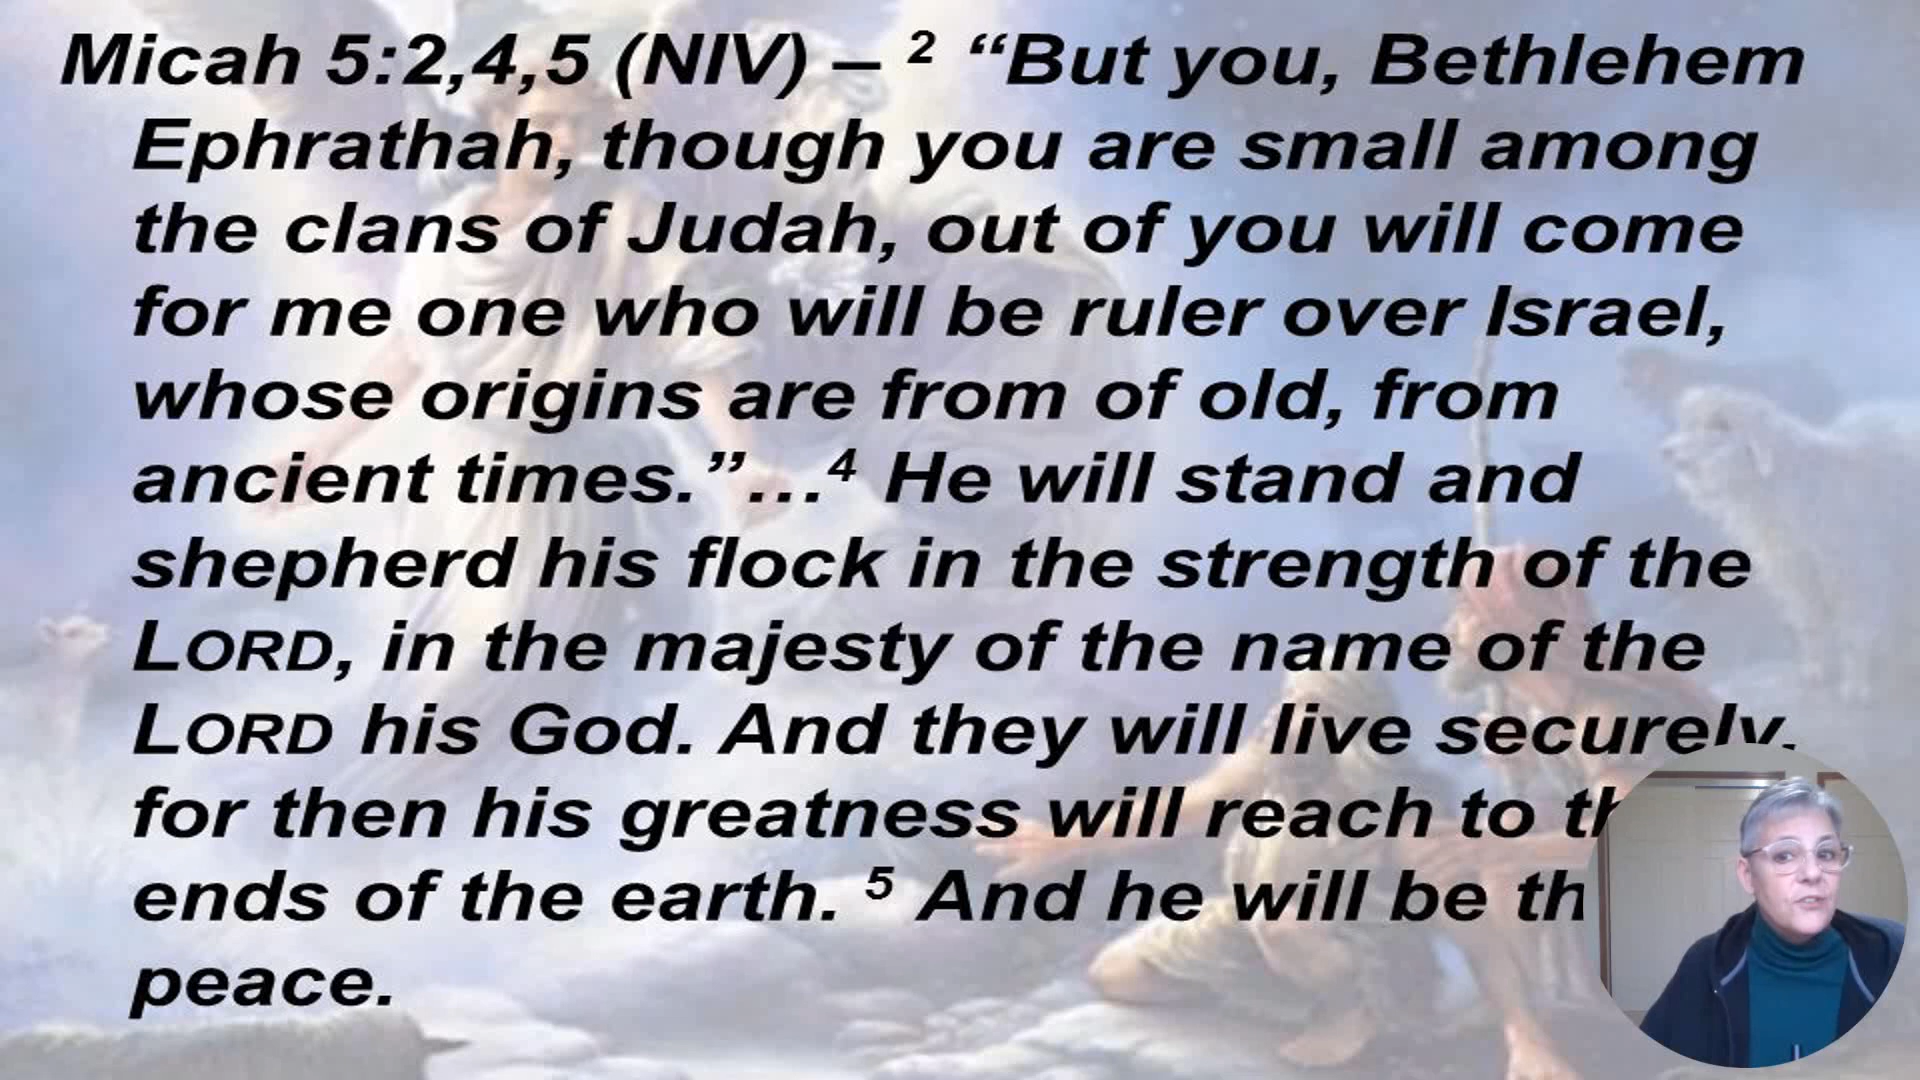 Micah 5:2,4,5 (NIV) – ² “But you, Bethlehem
Ephrathah, though you are small among
the clans of Judah, out of you will come
for me one who will be ruler over Israel,
whose origins are from of old, from
ancient times.”…⁴ He will stand and
shepherd his flock in the strength of the
LORD, in the majesty of the name of the
LORD his God. And they will live securely,
for then his greatness will reach to
ends of the earth. ⁵ And he will be
peace.